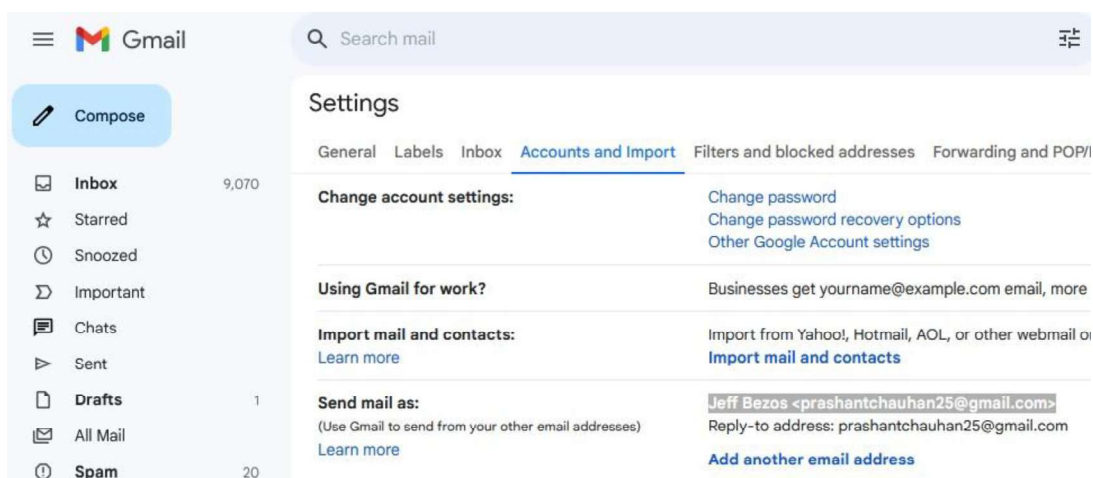 Gmail
Search mail
Compose
Settings
General Labels Inbox Accounts and Import Filters and blocked addresses Forwarding and POP/
Inbox 9,070
Starred
Snoozed
Important
Chats
Sent
Drafts 1
All Mail
Spam 20
Change account settings:
Change password
Change password recovery options
Other Google Account settings
Using Gmail for work?
Businesses get yourname@example.com email, more
Import mail and contacts:
Learn more
Import from Yahoo!, Hotmail, AOL, or other webmail
Import mail and contacts
Send mail as:
(Use Gmail to send from your other email addresses)
Learn more
Jeff Bezos <prashantchauhan25@gmail.com>
Reply-to address: prashantchauhan25@gmail.com
Add another email address